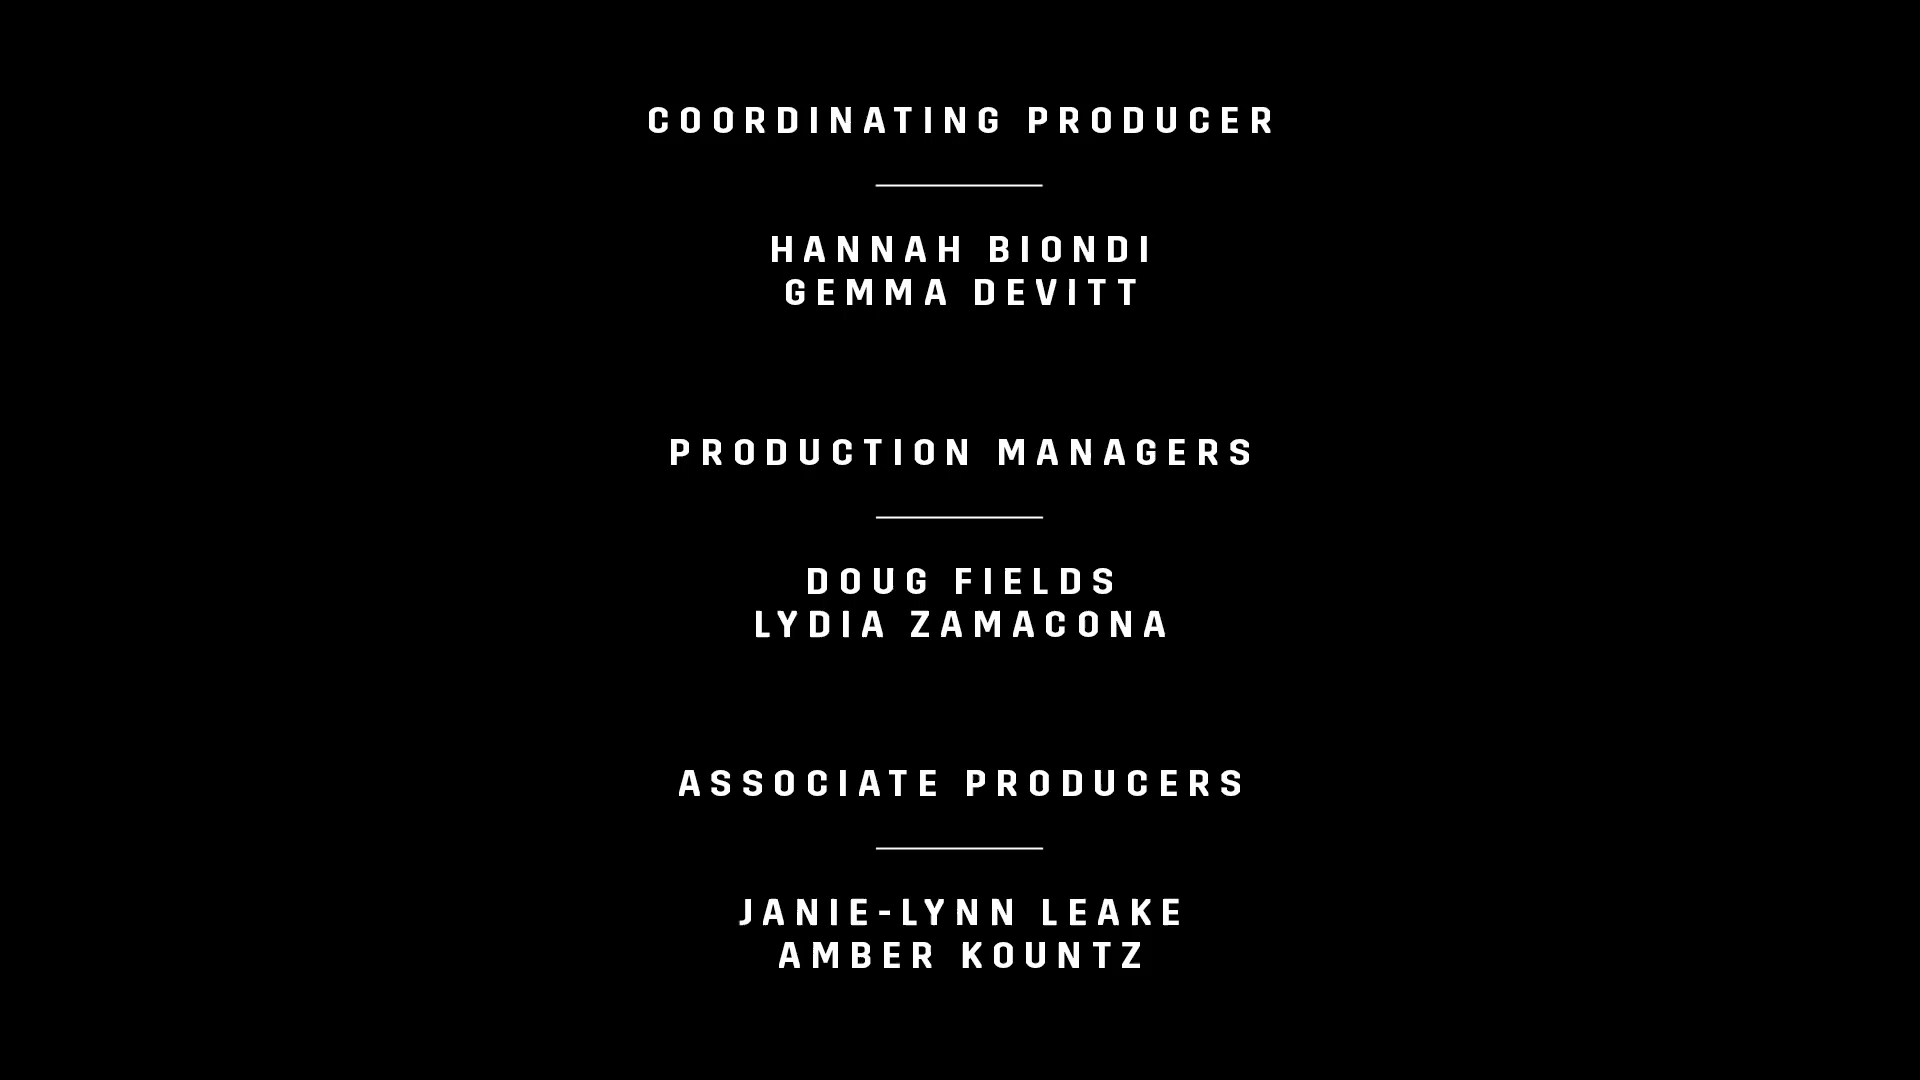 COORDINATING PRODUCER
HANNAH BIONDI
GEMMA DEVITT
PRODUCTION MANAGERS
DOUG FIELDS
LYDIA ZAMACONA
ASSOCIATE PRODUCERS
JANIE-LYNN LEAKE
AMBER KOUNTZ